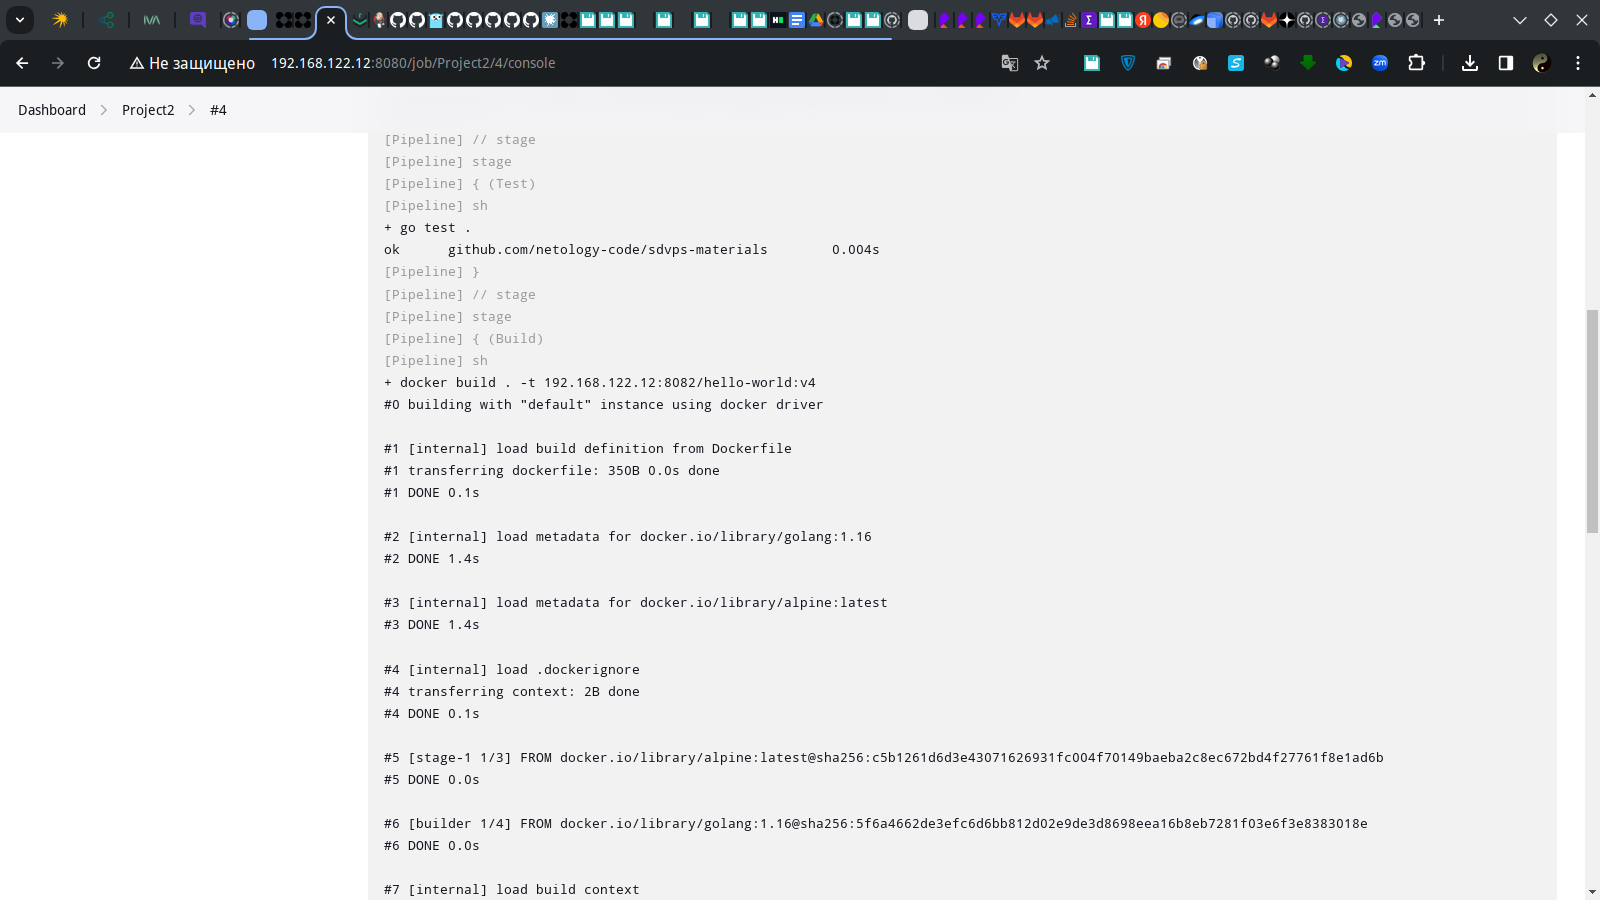 Не защищено 192.168.122.12:8080/job/Project2/4/console
Dashboard Project2 #4
[Pipeline] // stage
[Pipeline] stage
[Pipeline] { (Test)
[Pipeline] sh
+ go test .
ok github.com/netology-code/sdvps-materials 0.004s
[Pipeline] }
[Pipeline] // stage
[Pipeline] stage
[Pipeline] { (Build)
[Pipeline] sh
+ docker build . -t 192.168.122.12:8082/hello-world:v4
#0 building with "default" instance using docker driver
#1 [internal] load build definition from Dockerfile
#1 transferring dockerfile: 350B 0.0s done
#1 DONE 0.1s
#2 [internal] load metadata for docker.io/library/golang:1.16
#2 DONE 1.4s
#3 [internal] load metadata for docker.io/library/alpine:latest
#3 DONE 1.4s
#4 [internal] load .dockerignore
#4 transferring context: 2B done
#4 DONE 0.1s
#5 [stage-1 1/3] FROM docker.io/library/alpine:latest@sha256:c5b1261d6d3e43071626931fc004f70149baeba2c8ec672bd4f27761f8e1ad6b
#5 DONE 0.0s
#6 [builder 1/4] FROM docker.io/library/golang:1.16@sha256:5f6a4662de3efc6d6bb812d02e9de3d8698eea16b8eb7281f03e6f3e8383018e
#6 DONE 0.0s
#7 [internal] load build context